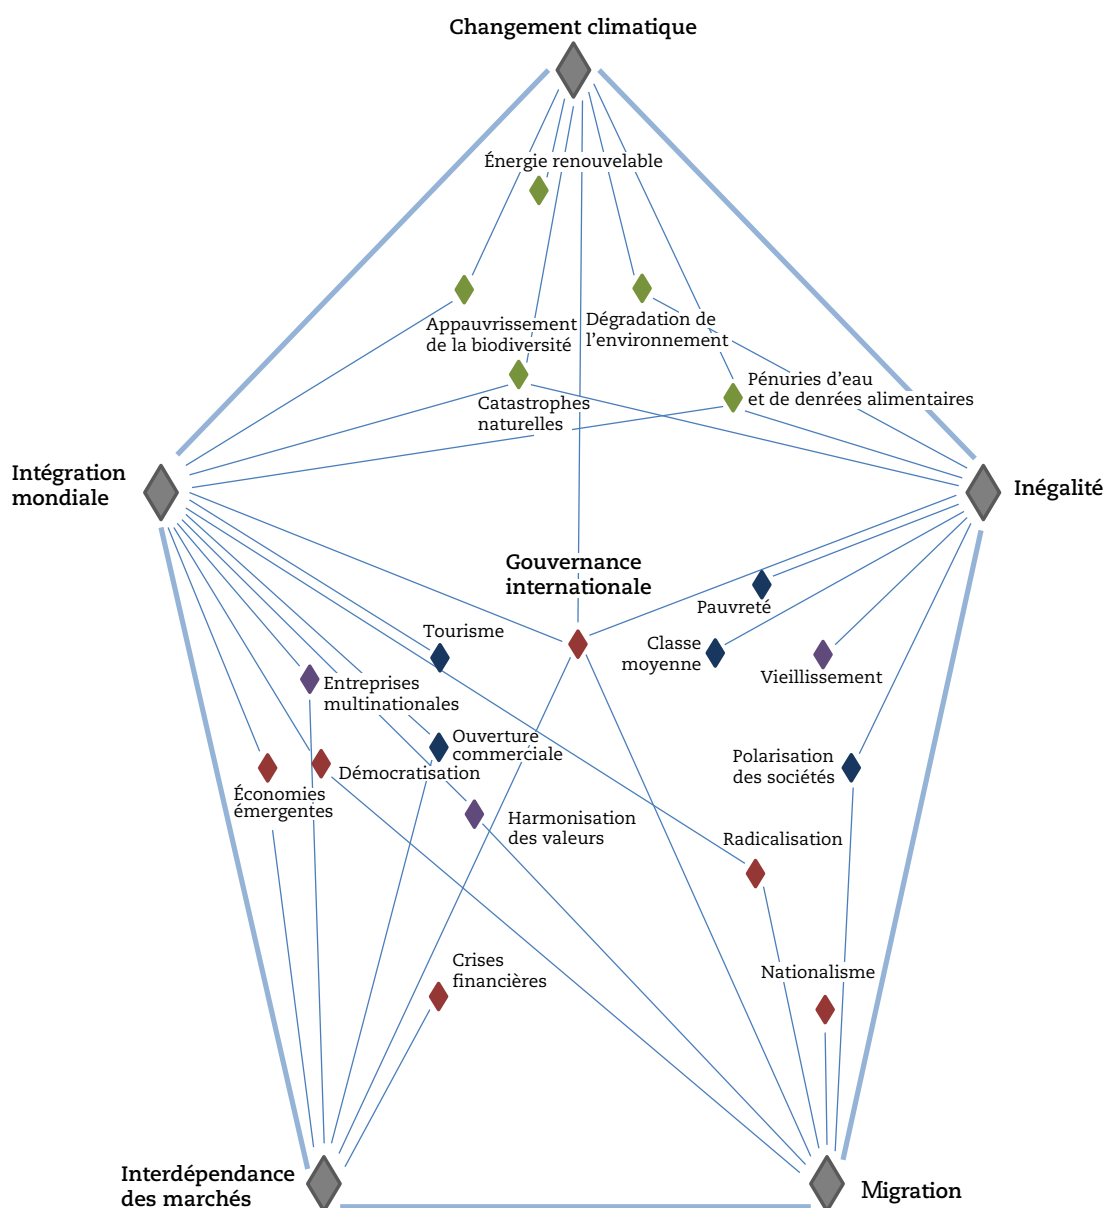 Changement climatique
Énergie renouvelable
Appauvrissement
de la biodiversité
Dégradation de
l'environnement
Pénuries d'eau
et de denrées alimentaires
Catastrophes
naturelles
Intégration
mondiale
Inégalité
Gouvernance
internationale
Pauvreté
Tourisme
Classe
moyenne
Vieillissement
Entreprises
multinationales
Ouverture
commerciale
Polarisation
des sociétés
Démocratisation
Économies
émergentes
Harmonisation
des valeurs
Radicalisation
Crises
financières
Nationalisme
Interdépendance
des marchés
Migration